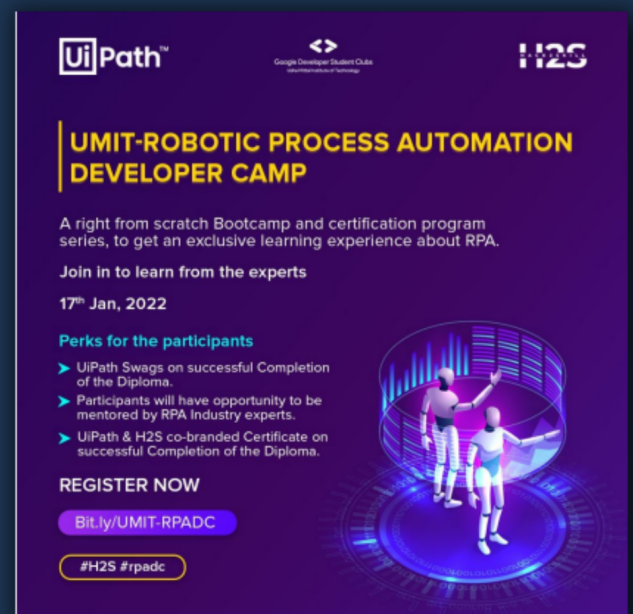 UiPath™
Google Developer Student Clubs
H2S
UMIT-ROBOTIC PROCESS AUTOMATION
DEVELOPER CAMP
A right from scratch Bootcamp and certification program
series, to get an exclusive learning experience about RPA.
Join in to learn from the experts
17th Jan, 2022
Perks for the participants
UiPath Swags on successful Completion
of the Diploma.
Participants will have opportunity to be
mentored by RPA Industry experts.
UiPath & H2S co-branded Certificate on
successful Completion of the Diploma.
REGISTER NOW
Bit.ly/UMIT-RPADC
#H2S #rpadc